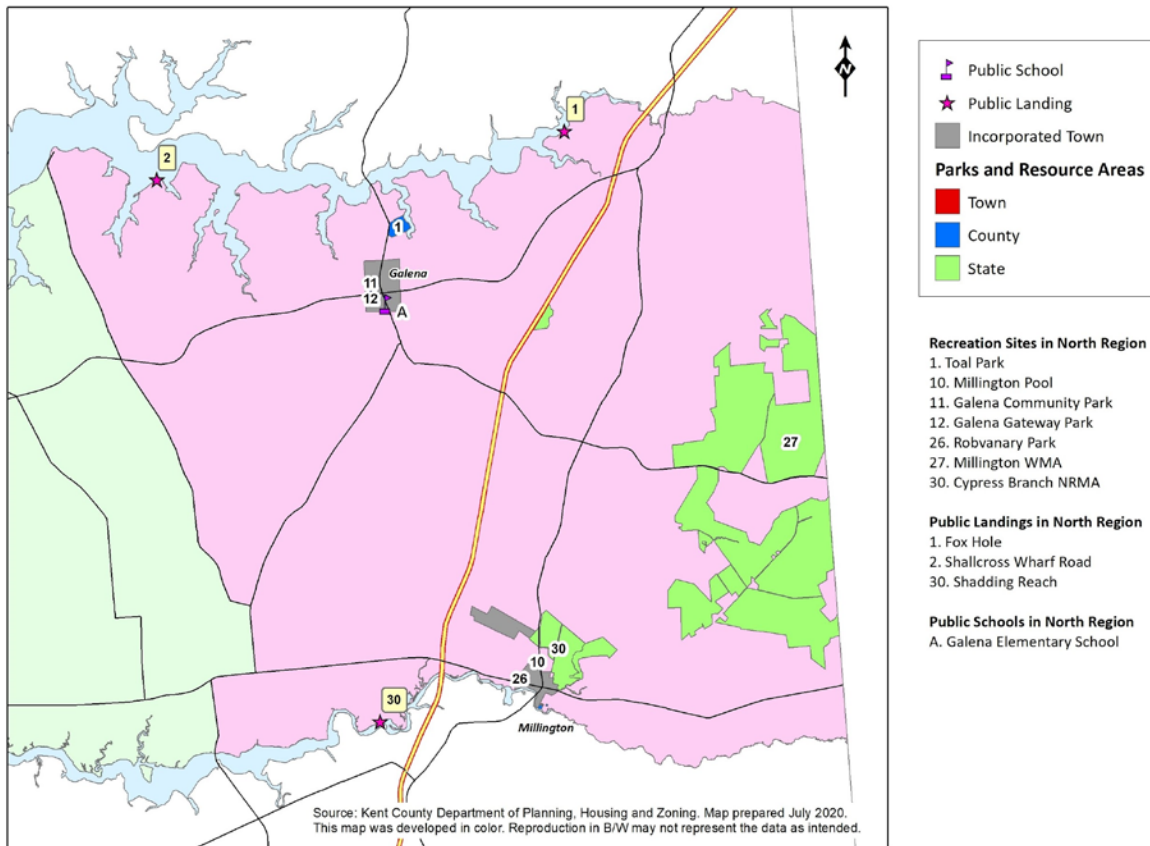 1
2
N
1
Galena
11
12
A
27
30
10
26
30
Millington
Source: Kent County Department of Planning, Housing and Zoning. Map prepared July 2020.
This map was developed in color. Reproduction in B/W may not represent the data as intended.
Public School
Public Landing
Incorporated Town
Parks and Resource Areas
Town
County
State
Recreation Sites in North Region
1. Toal Park
10. Millington Pool
11. Galena Community Park
12. Galena Gateway Park
26. Robvanary Park
27. Millington WMA
30. Cypress Branch NRMA
Public Landings in North Region
1. Fox Hole
2. Shallcross Wharf Road
30. Shadding Reach
Public Schools in North Region
A. Galena Elementary School